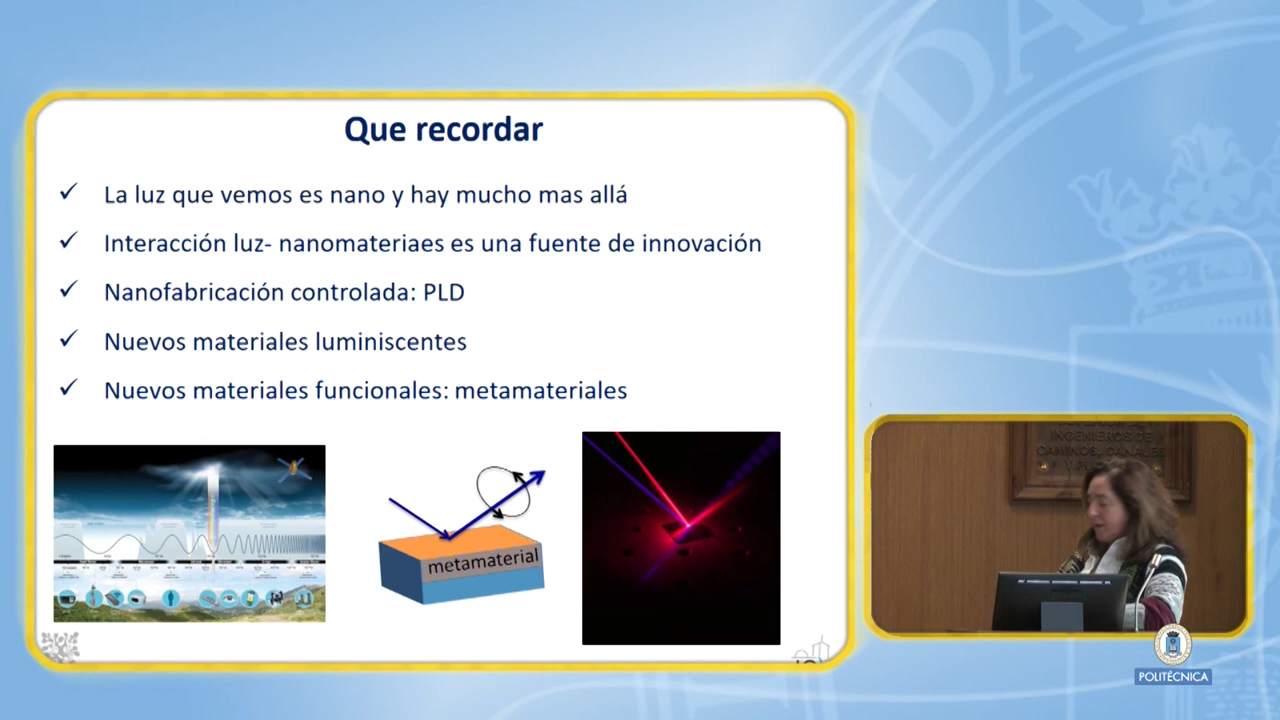 Que recordar
✓ La luz que vemos es nano y hay mucho mas allá
✓ Interacción luz- nanomateriaes es una fuente de innovación
✓ Nanofabricación controlada: PLD
✓ Nuevos materiales luminiscentes
✓ Nuevos materiales funcionales: metamateriales
metamaterial
INGENIEROS DE
CAMINOS, CANALES
POLITÉCNICA